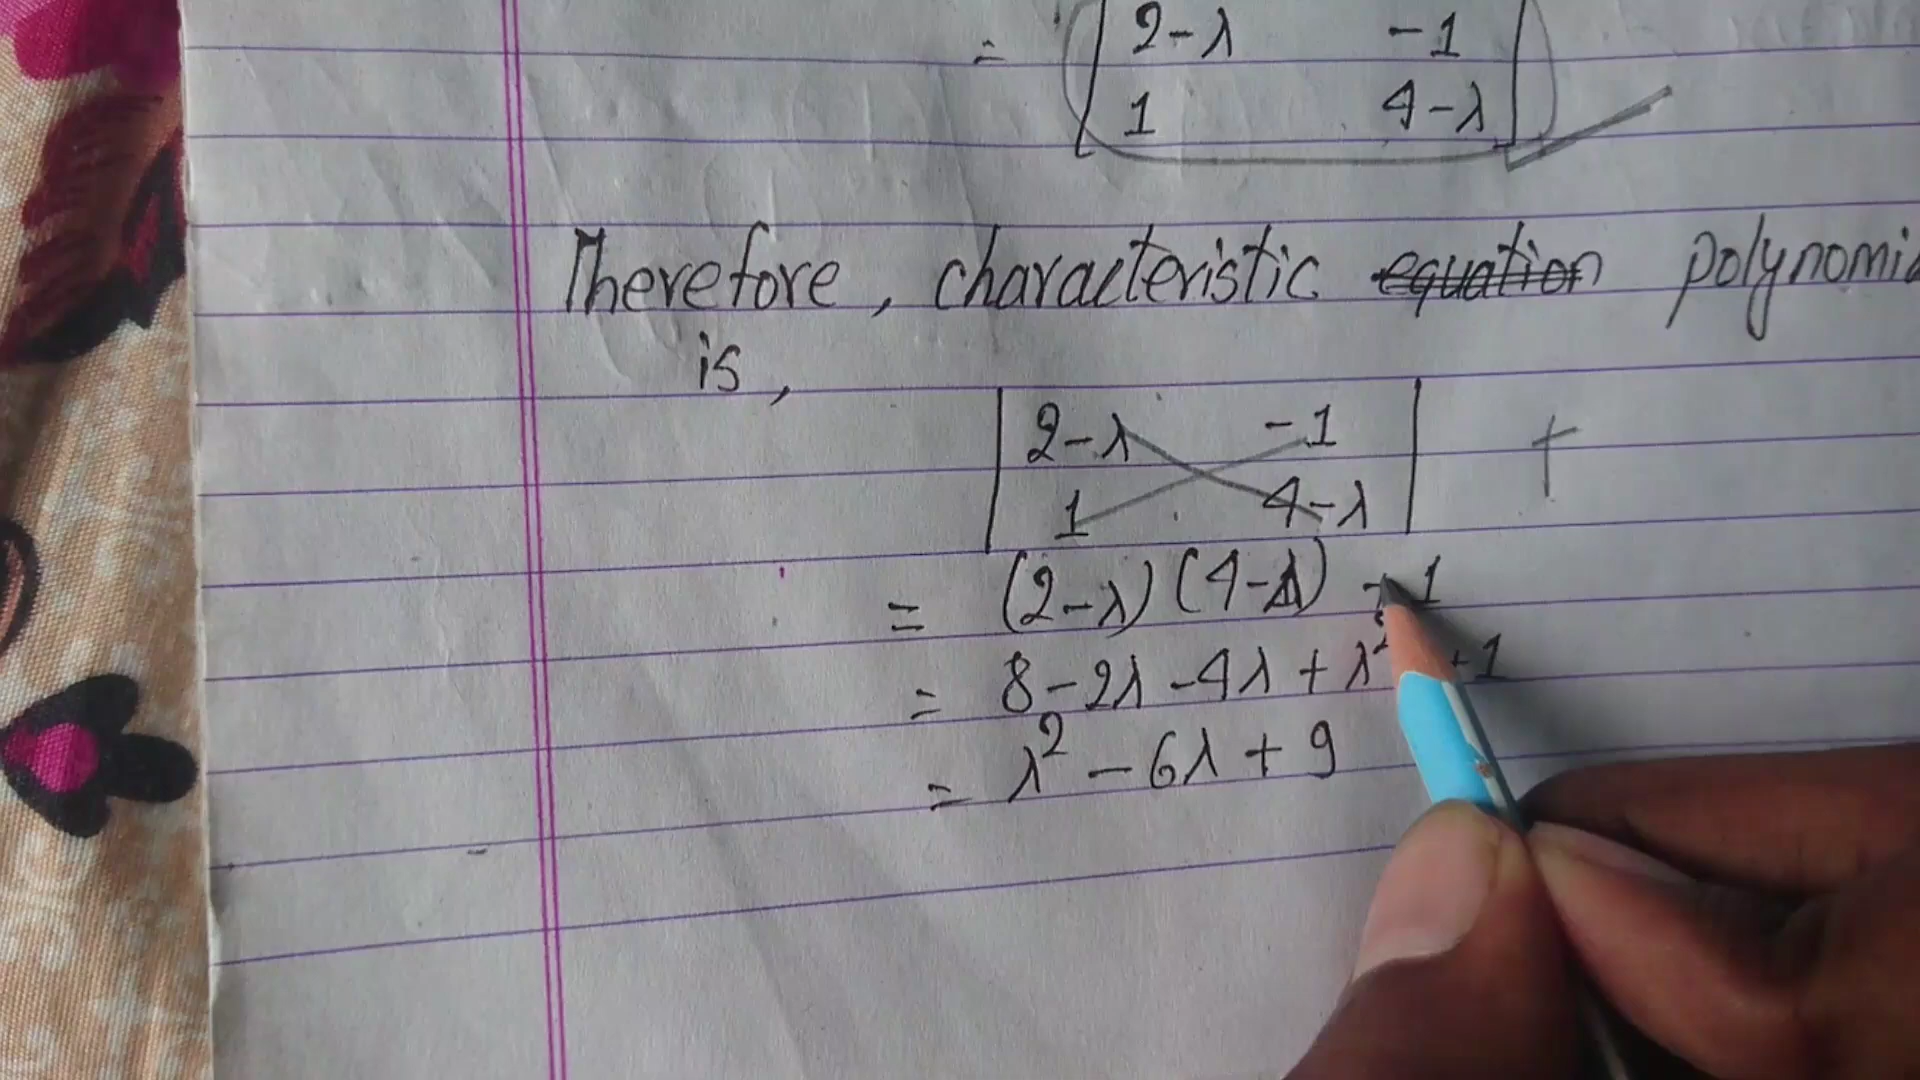 = | 2-λ -1 |
| 1 4-λ |
Therefore, characteristic equation polynomia
is,
| 2-λ -1 | +
| 1 4-λ |
= (2-λ) (4-λ) 1
= 8 - 2λ - 4λ + λ² +1
= λ² - 6λ + 9